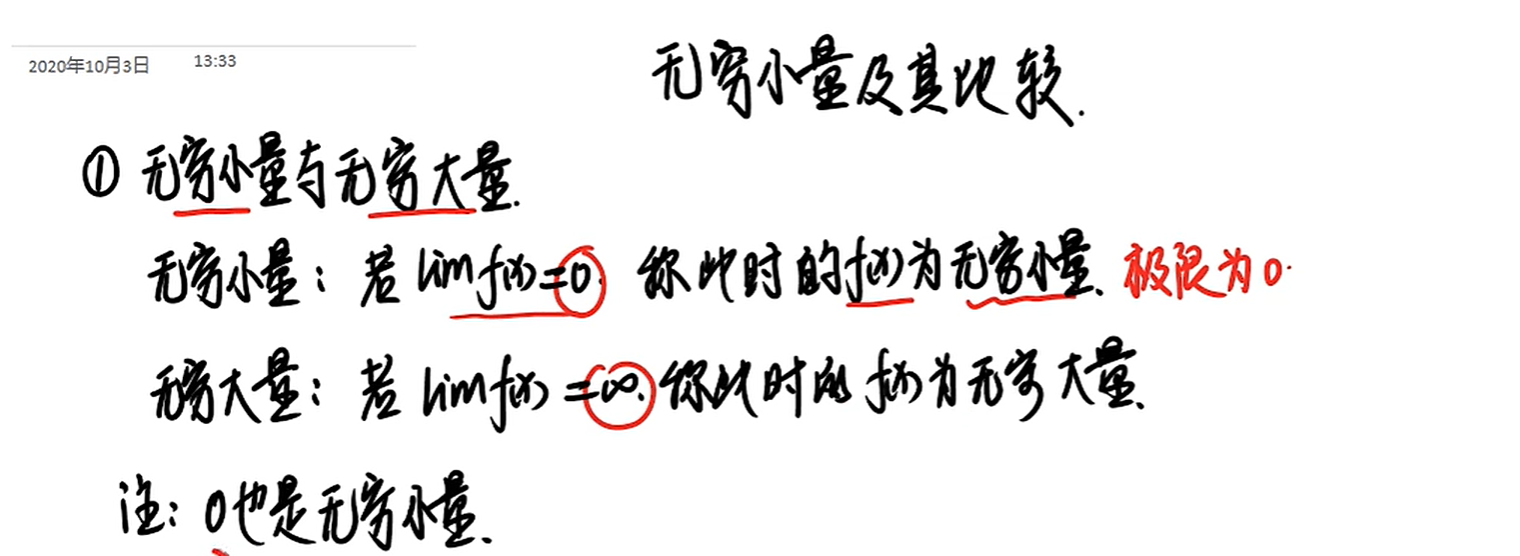 2020年10月3日 13:33
无穷小量及其比较.
① 无穷小量与无穷大量.
无穷小量: 若 lim f(x)=0. 称此时的f(x)为无穷小量. 极限为0.
无穷大量: 若 lim f(x)=∞. 称此时的f(x)为无穷大量.
注: 0也是无穷小量.